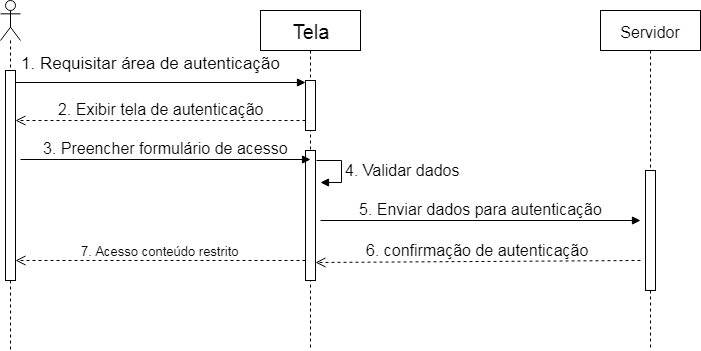 Tela
Servidor
1. Requisitar área de autenticação
2. Exibir tela de autenticação
3. Preencher formulário de acesso
4. Validar dados
5. Enviar dados para autenticação
6. confirmação de autenticação
7. Acesso conteúdo restrito